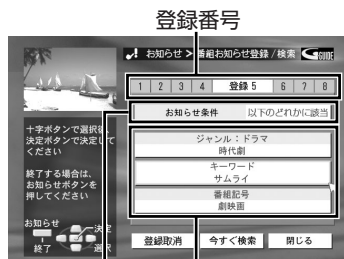 登録番号
お知らせ > 番組お知らせ登録 / 検索 GGUIDE
1 2 3 4 登録 5 6 7 8
お知らせ条件 以下のどれかに該当
十字ボタンで選択後、
決定ボタンで決定して
ください
終了する場合は、
お知らせボタンを
押してください
ジャンル:ドラマ
時代劇
キーワード
サムライ
番組記号
劇映画
お知らせ
決定
終了 選択
登録取消 今すぐ検索 閉じる